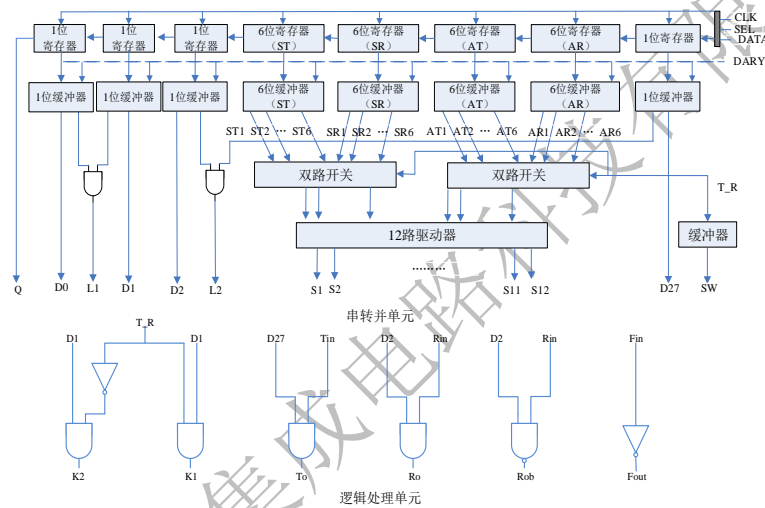 CLK
SEL
DATA
DARY
1位寄存器
1位寄存器
1位寄存器
6位寄存器（ST）
6位寄存器（SR）
6位寄存器（AT）
6位寄存器（AR）
1位寄存器
1位缓冲器
1位缓冲器
1位缓冲器
6位缓冲器（ST）
6位缓冲器（SR）
6位缓冲器（AT）
6位缓冲器（AR）
1位缓冲器
ST1 ST2 … ST6 SR1 SR2 … SR6 AT1 AT2 … AT6 AR1 AR2 … AR6
双路开关
双路开关
T_R
12路驱动器
缓冲器
………
Q D0 L1 D1 D2 L2 S1 S2 S11 S12 D27 SW
串转并单元
T_R
D1 D1 D27 Tin D2 Rin D2 Rin Fin
K2 K1 To Ro Rob Fout
逻辑处理单元
集成电路科技有限